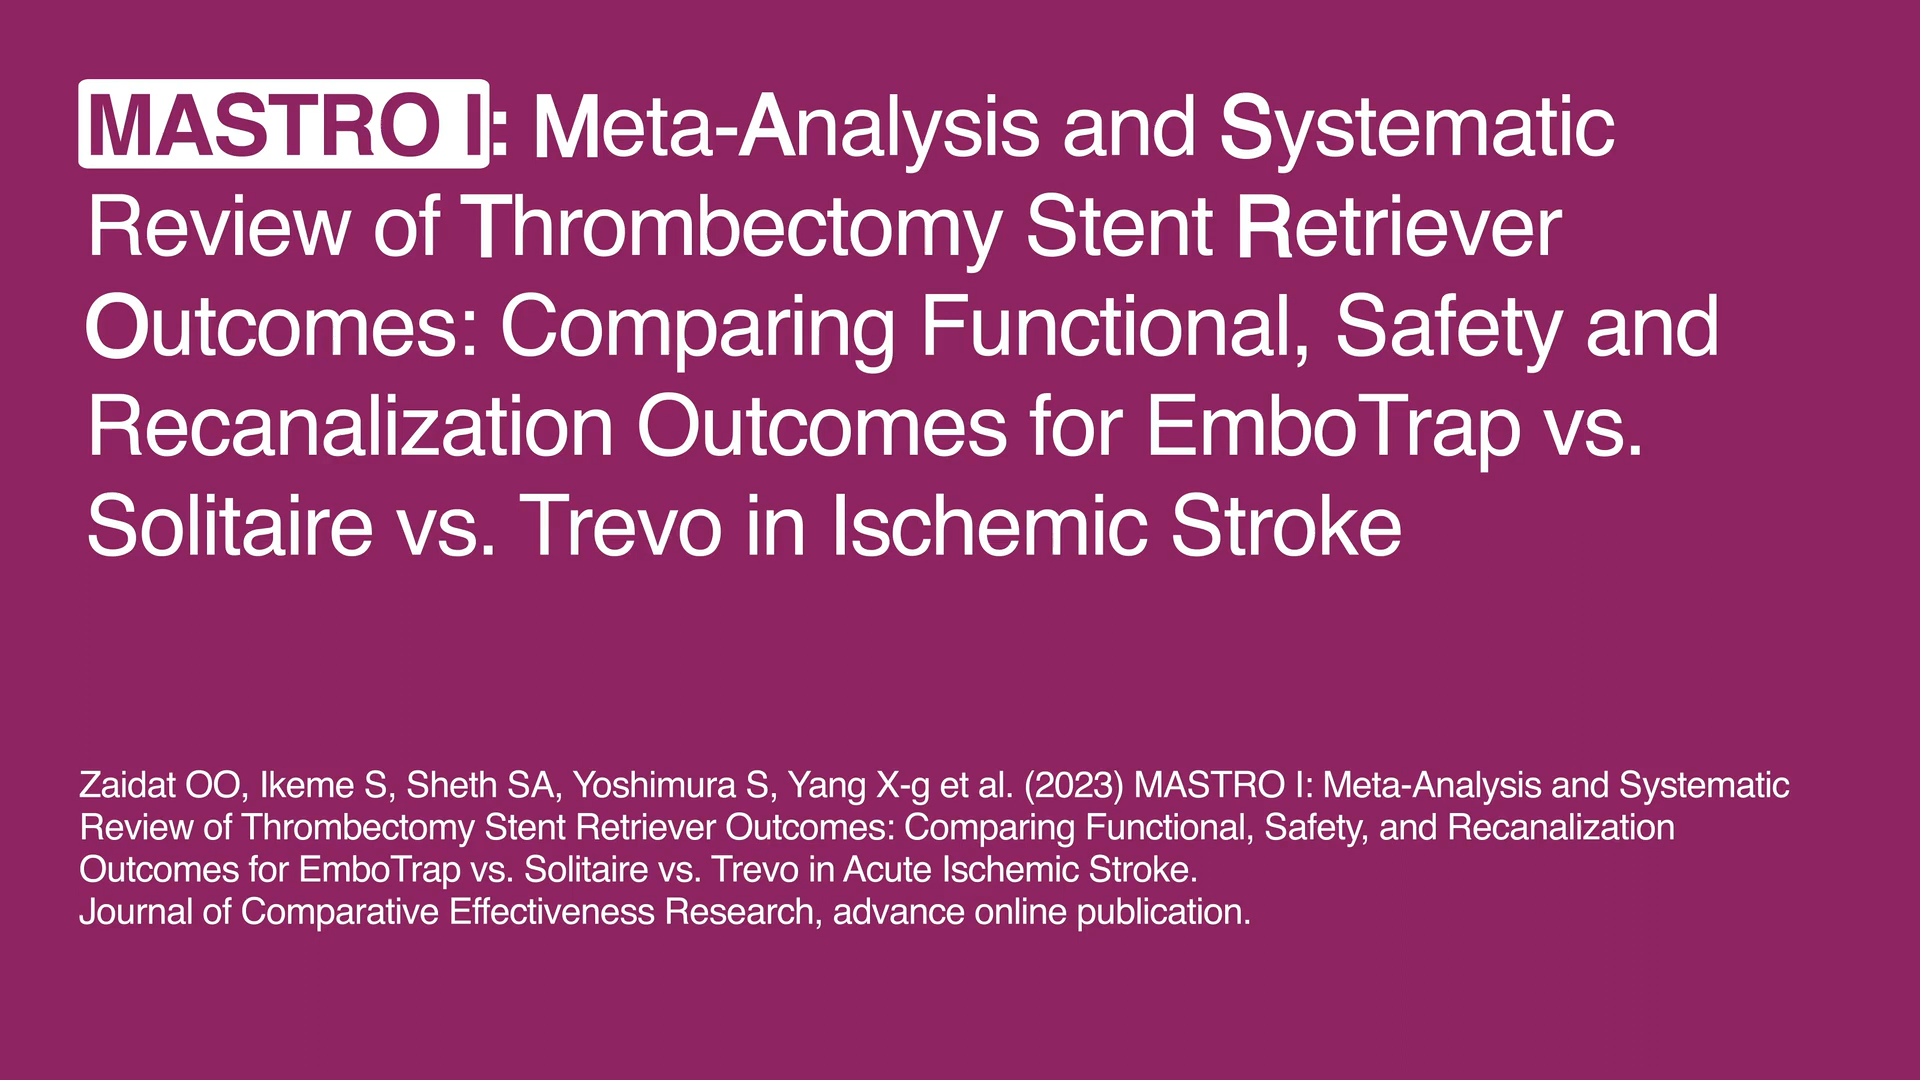 MASTRO I: Meta-Analysis and Systematic
Review of Thrombectomy Stent Retriever
Outcomes: Comparing Functional, Safety and
Recanalization Outcomes for EmboTrap vs.
Solitaire vs. Trevo in Ischemic Stroke
Zaidat OO, Ikeme S, Sheth SA, Yoshimura S, Yang X-g et al. (2023) MASTRO I: Meta-Analysis and Systematic
Review of Thrombectomy Stent Retriever Outcomes: Comparing Functional, Safety, and Recanalization
Outcomes for EmboTrap vs. Solitaire vs. Trevo in Acute Ischemic Stroke.
Journal of Comparative Effectiveness Research, advance online publication.